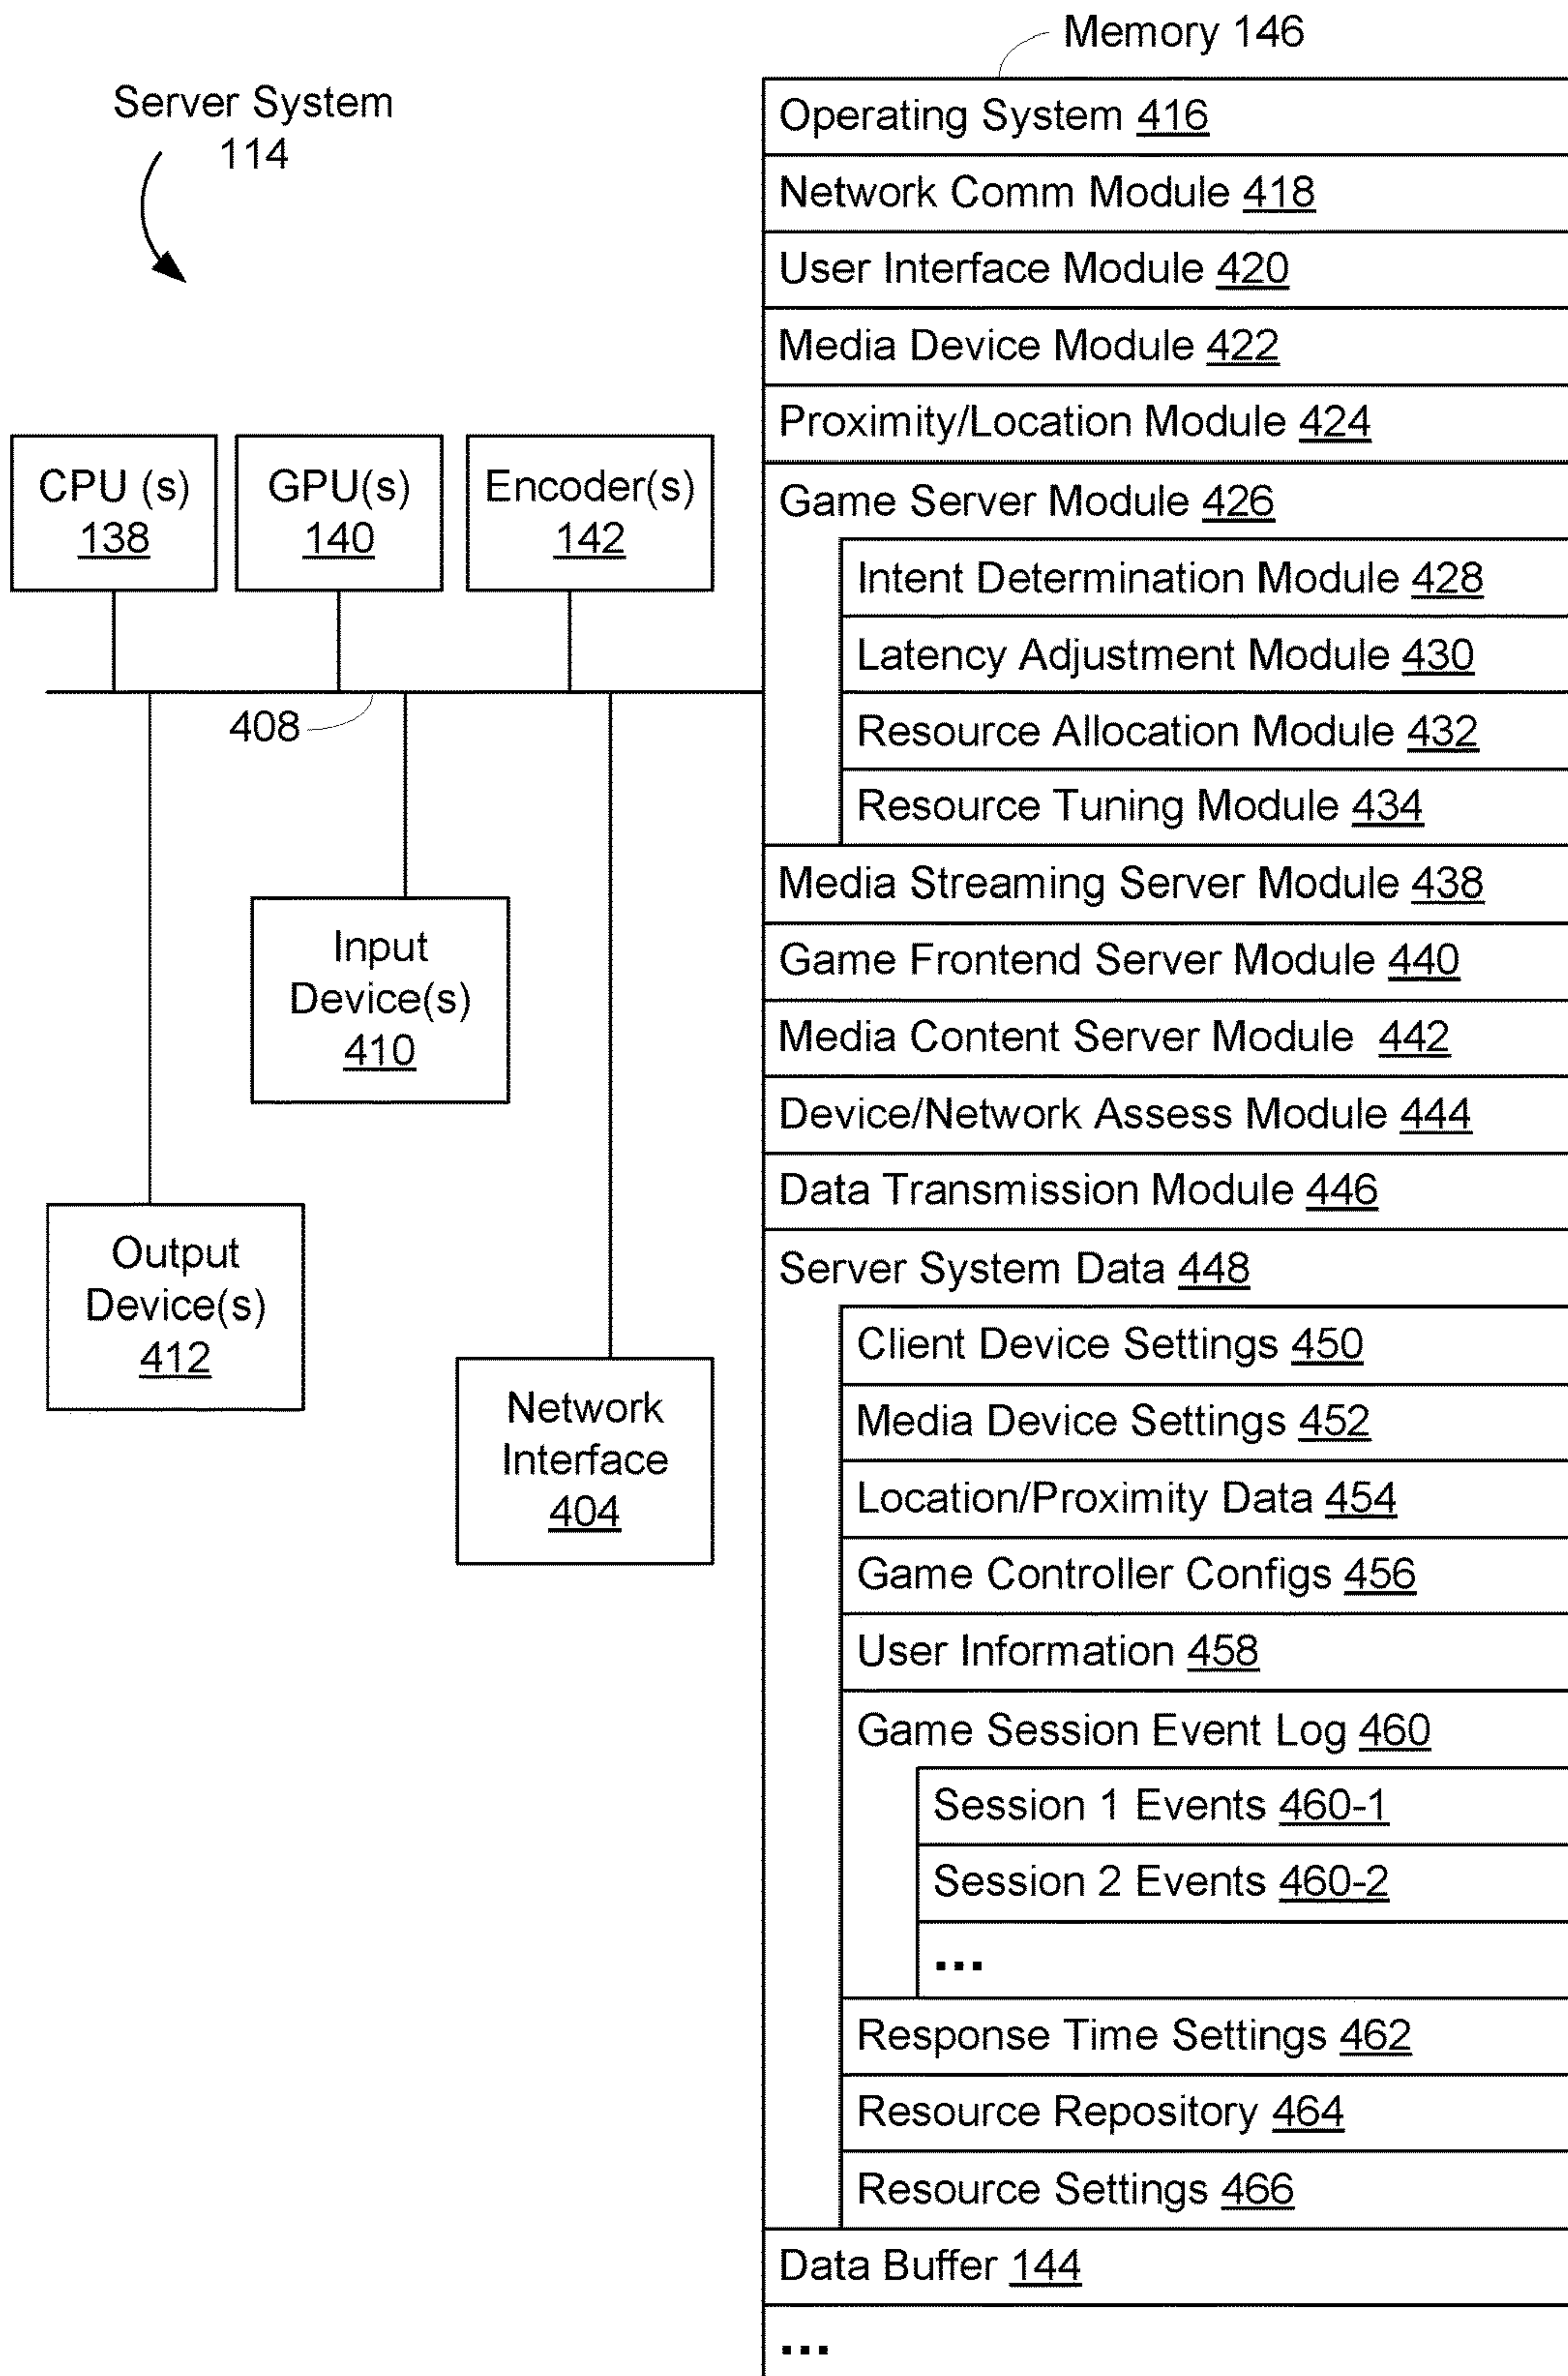 Memory 146
Server System
114
Operating System 416
Network Comm Module 418
User Interface Module 420
Media Device Module 422
Proximity/Location Module 424
CPU (s)
138
GPU(s)
140
Encoder(s)
142
408
Input
Device(s)
410
Output
Device(s)
412
Network
Interface
404
Game Server Module 426
Intent Determination Module 428
Latency Adjustment Module 430
Resource Allocation Module 432
Resource Tuning Module 434
Media Streaming Server Module 438
Game Frontend Server Module 440
Media Content Server Module 442
Device/Network Assess Module 444
Data Transmission Module 446
Server System Data 448
Client Device Settings 450
Media Device Settings 452
Location/Proximity Data 454
Game Controller Configs 456
User Information 458
Game Session Event Log 460
Session 1 Events 460-1
Session 2 Events 460-2
...
Response Time Settings 462
Resource Repository 464
Resource Settings 466
Data Buffer 144
...